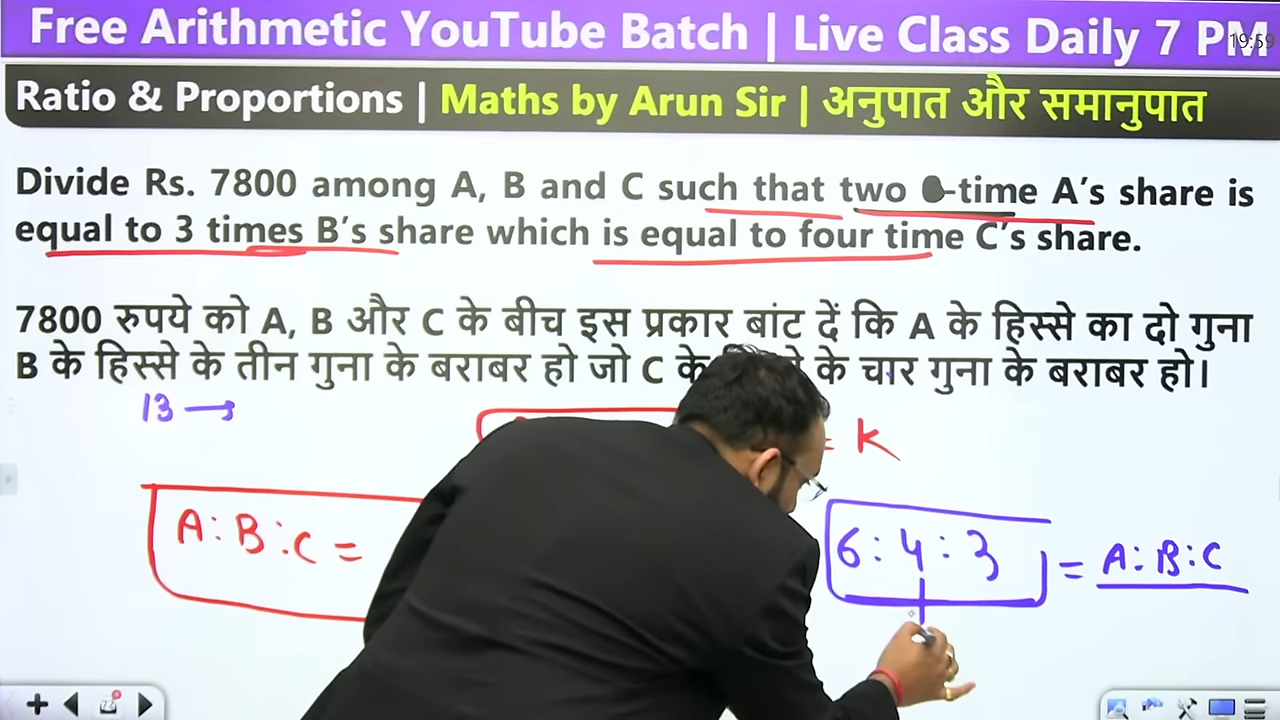 Free Arithmetic YouTube Batch | Live Class Daily 7 PM
19:59
Ratio & Proportions | Maths by Arun Sir | अनुपात और समानुपात
Divide Rs. 7800 among A, B and C such that two -time A's share is
equal to 3 times B's share which is equal to four time C's share.
7800 रुपये को A, B और C के बीच इस प्रकार बांट दें कि A के हिस्से का दो गुना
B के हिस्से के तीन गुना के बराबर हो जो C के के चार गुना के बराबर हो।
13 →
= K
A:B:C =
6:4:3 = A:B:C